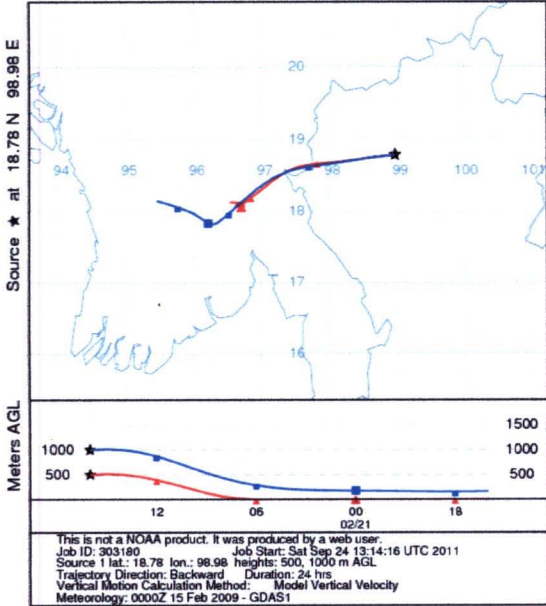 Source ★ at 18.78 N 98.98 E
20
19
94 95 96 97 98 99 100 101
18
17
16
Meters AGL
1500
1000 1000
500 500
12 06 00 18
02/21
This is not a NOAA product. It was produced by a web user.
Job ID: 303180 Job Start: Sat Sep 24 13:14:16 UTC 2011
Source 1 lat.: 18.78 lon.: 98.98 heights: 500, 1000 m AGL
Trajectory Direction: Backward Duration: 24 hrs
Vertical Motion Calculation Method: Model Vertical Velocity
Meteorology: 0000Z 15 Feb 2009 - GDAS1